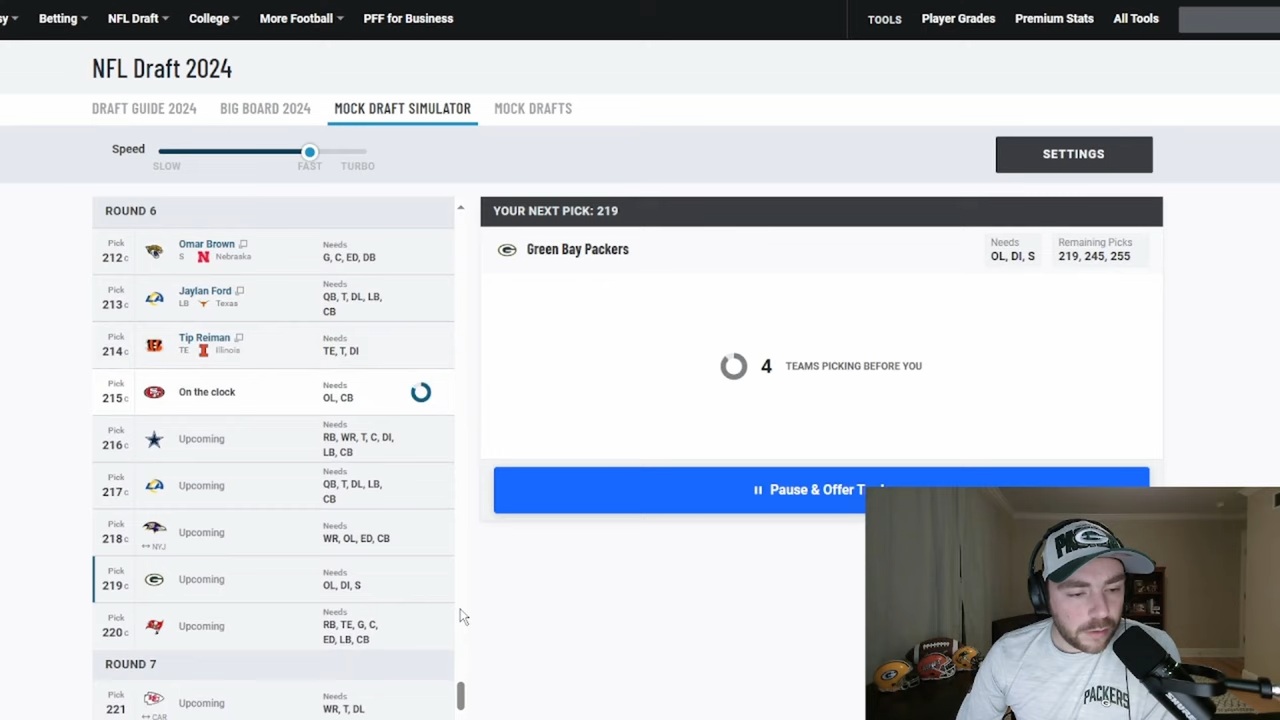 Betting
NFL Draft
College
More Football
PFF for Business
TOOLS
Player Grades
Premium Stats
All Tools
NFL Draft 2024
DRAFT GUIDE 2024
BIG BOARD 2024
MOCK DRAFT SIMULATOR
MOCK DRAFTS
Speed
SLOW
FAST
TURBO
SETTINGS
ROUND 6
Pick
212 C
Omar Brown
S N Nebraska
Needs
G, C, ED, DB
Pick
213 C
Jaylan Ford
LB Texas
Needs
QB, T, DL, LB,
CB
Pick
214 C
Tip Reiman
TE I Illinois
Needs
TE, T, DI
Pick
215 C
On the clock
Needs
OL, CB
Pick
216 C
Upcoming
Needs
RB, WR, T, C, DI,
LB, CB
Pick
217 C
Upcoming
Needs
QB, T, DL, LB,
CB
Pick
218 C
↔ NYJ
Upcoming
Needs
WR, OL, ED, CB
Pick
219 C
Upcoming
Needs
OL, DI, S
Pick
220 C
Upcoming
Needs
RB, TE, G, C,
ED, LB, CB
ROUND 7
Pick
221
↔ CAR
Upcoming
Needs
WR, T, DL
YOUR NEXT PICK: 219
Green Bay Packers
Needs
OL, DI, S
Remaining Picks
219, 245, 255
4 TEAMS PICKING BEFORE YOU
Pause & Offer
PACKERS
SHURE